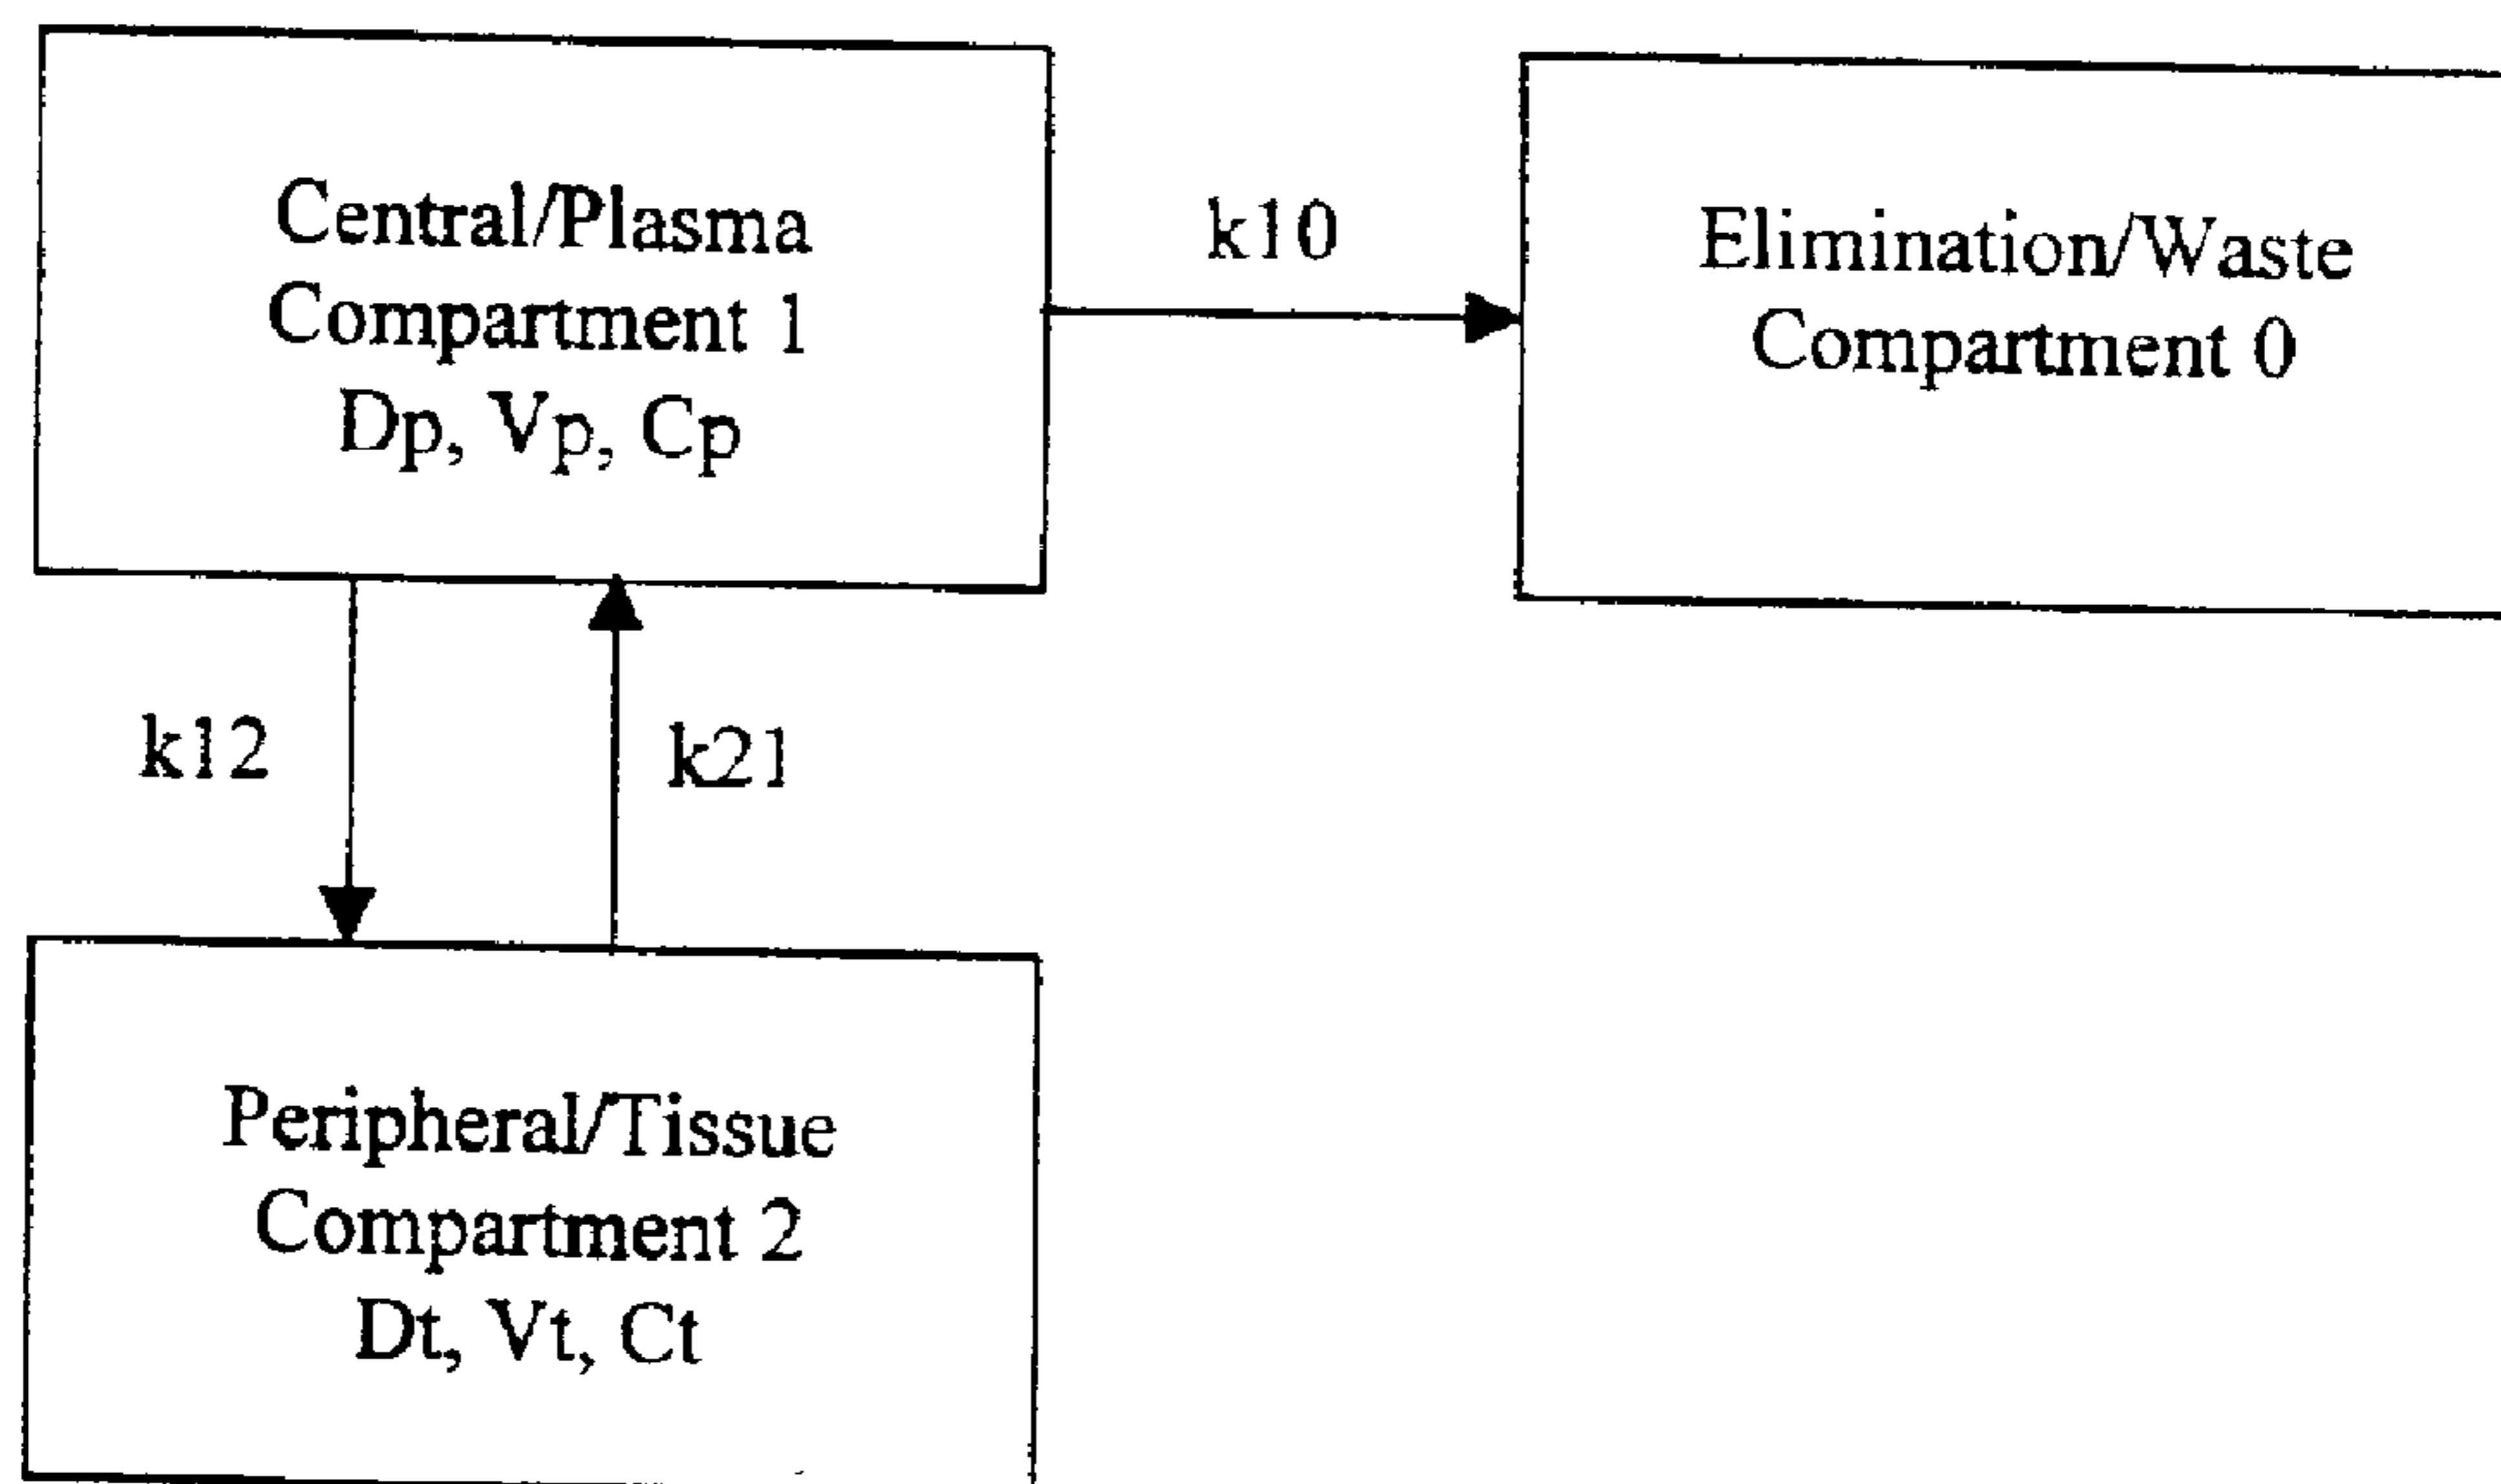 Central/Plasma
Compartment 1
Dp, Vp, Cp
k10
Elimination/Waste
Compartment 0
k12
k21
Peripheral/Tissue
Compartment 2
Dt, Vt, Ct